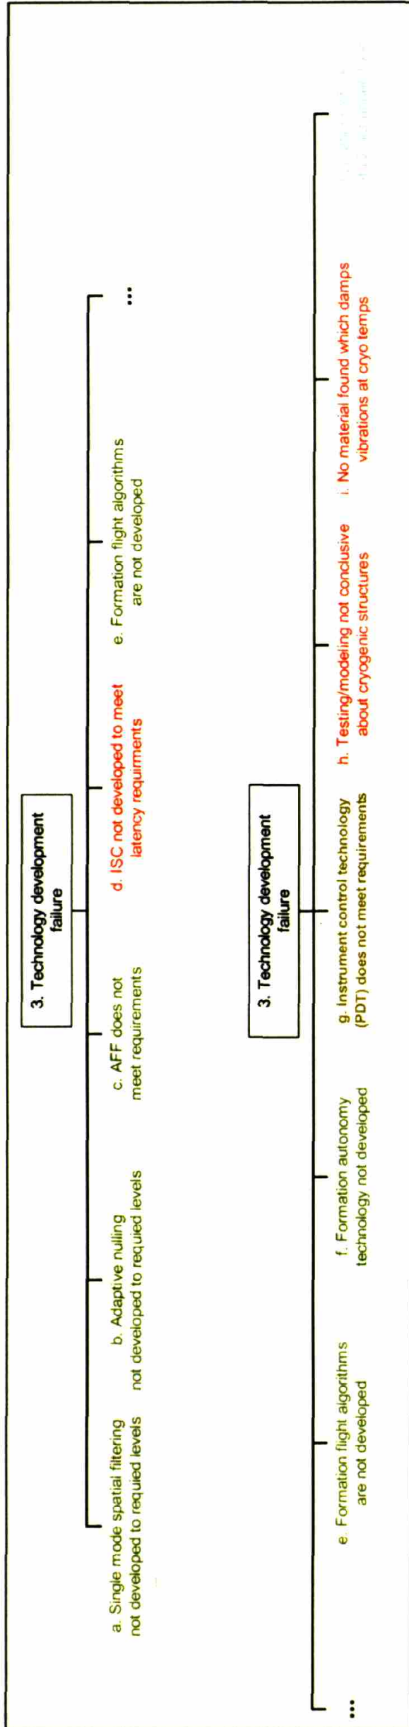 3. Technology development
failure
a. Single mode spatial filtering
not developed to requied levels
b. Adaptive nulling
not developed to requied levels
c. AFF does not
meet requirements
d. ISC not developed to meet
latency requirments
e. Formation flight algorithms
are not developed
...
3. Technology development
failure
...
e. Formation flight algorithms
are not developed
f. Formation autonomy
technology not developed
g. Instrument control technology
(PDT) does not meet requirements
h. Testing/modeling not conclusive
about cryogenic structures
i. No material found which damps
vibrations at cryo temps